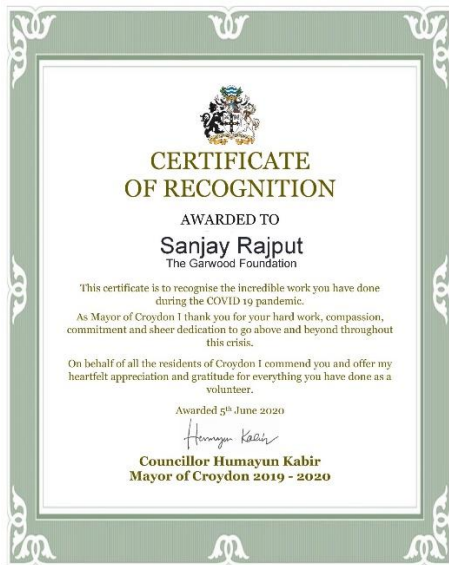 CERTIFICATE
OF RECOGNITION
AWARDED TO
Sanjay Rajput
The Garwood Foundation
This certificate is to recognise the incredible work you have done
during the COVID 19 pandemic.
As Mayor of Croydon I thank you for your hard work, compassion,
commitment and sheer dedication to go above and beyond throughout
this crisis.
On behalf of all the residents of Croydon I commend you and offer my
heartfelt appreciation and gratitude for everything you have done as a
volunteer.
Awarded 5th June 2020
Humayun Kabir
Councillor Humayun Kabir
Mayor of Croydon 2019 - 2020